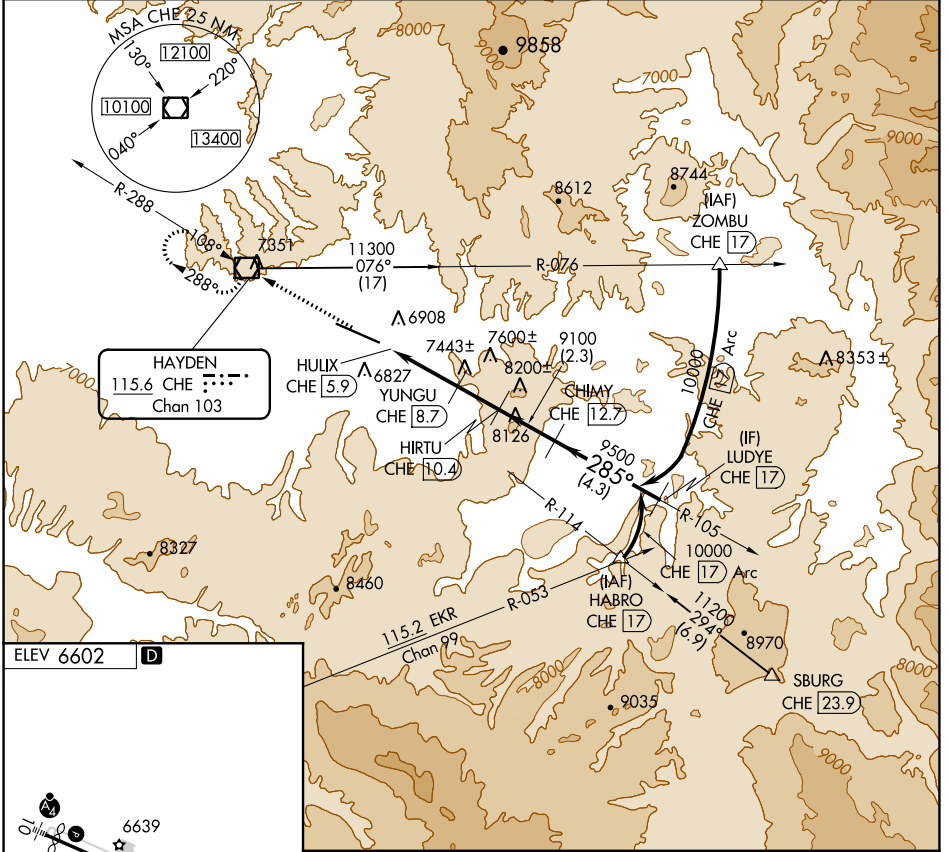 MSA CHE 25 NM
130°
12100
220°
10100
040°
13400
8000
9858
7000
9000
R-288
108°
7351
288°
11300
076°
(17)
R-076
8612
8744
(IAF)
ZOMBU
CHE 17
HAYDEN
115.6 CHE
Chan 103
7000
6908
HULIX
CHE 5.9
6827
7443±
7600±
8200±
9100
(2.3)
YUNGU
CHE 8.7
CHIMY
CHE 12.7
HIRTU
CHE 10.4
8126
10000
CHE 17 Arc
8353±
9500
285°
(4.3)
(IF)
LUDYE
CHE 17
R-114
R-105
10000
CHE 17 Arc
(IAF)
HABRO
CHE 17
8327
8460
115.2 EKR
Chan 99
R-053
11200
294°
(6.9)
8970
SBURG
CHE 23.9
8000
8000
9035
9000
ELEV 6602
D
A4
10
P
6639